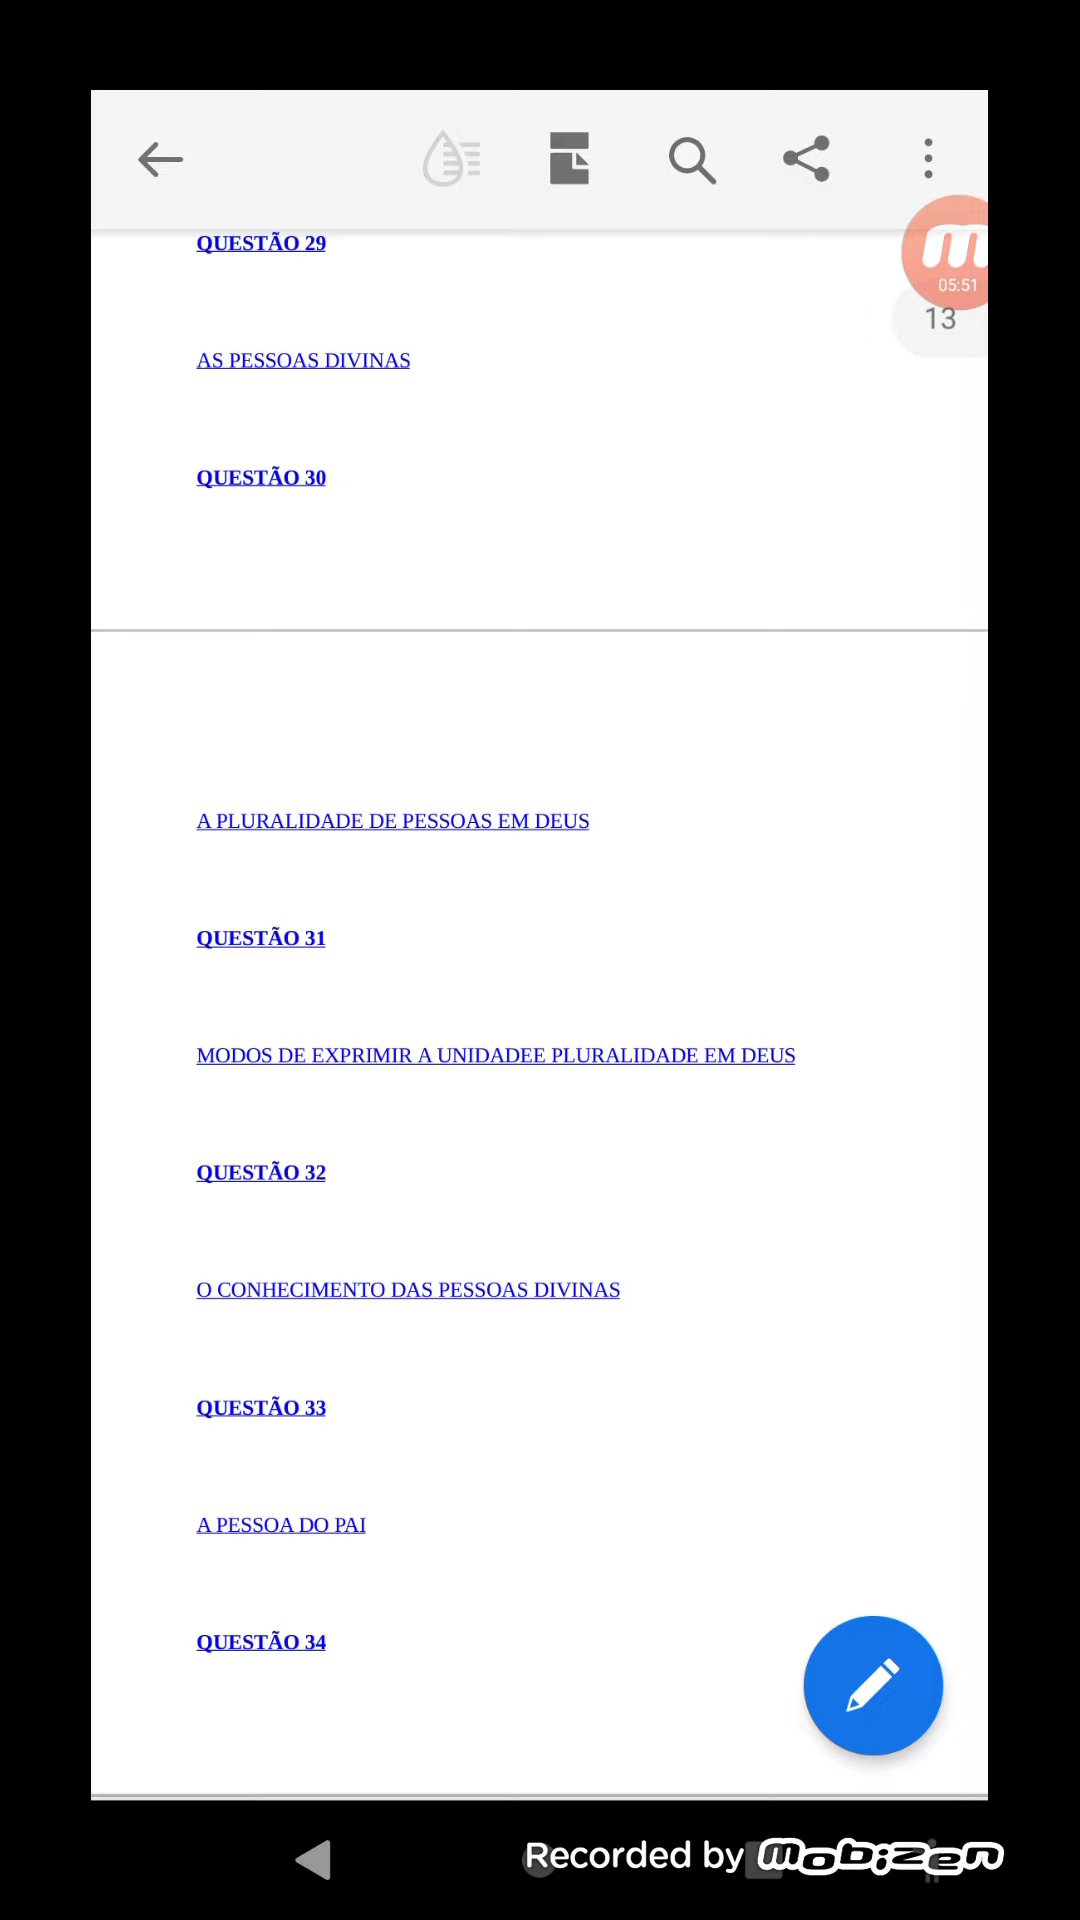 QUESTÃO 29
05:51
13
AS PESSOAS DIVINAS
QUESTÃO 30
A PLURALIDADE DE PESSOAS EM DEUS
QUESTÃO 31
MODOS DE EXPRIMIR A UNIDADEE PLURALIDADE EM DEUS
QUESTÃO 32
O CONHECIMENTO DAS PESSOAS DIVINAS
QUESTÃO 33
A PESSOA DO PAI
QUESTÃO 34
Recorded by mobizen